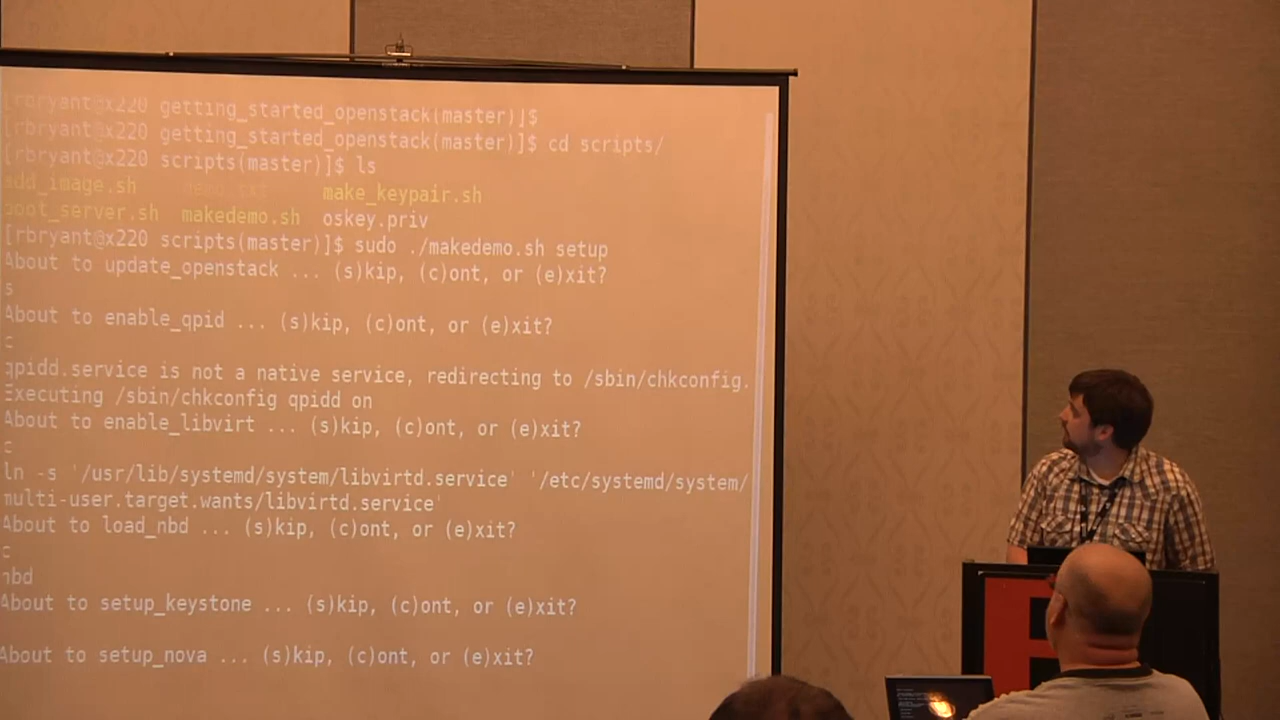 [rbryant@x220 getting_started_openstack(master)]$
[rbryant@x220 getting_started_openstack(master)]$ cd scripts/
[rbryant@x220 scripts(master)]$ ls
add_image.sh demo.txt make_keypair.sh
boot_server.sh makedemo.sh oskey.priv
[rbryant@x220 scripts(master)]$ sudo ./makedemo.sh setup
About to update_openstack ... (s)kip, (c)ont, or (e)xit?
s
About to enable_qpid ... (s)kip, (c)ont, or (e)xit?
c
qpidd.service is not a native service, redirecting to /sbin/chkconfig.
Executing /sbin/chkconfig qpidd on
About to enable_libvirt ... (s)kip, (c)ont, or (e)xit?
c
ln -s '/usr/lib/systemd/system/libvirtd.service' '/etc/systemd/system/
multi-user.target.wants/libvirtd.service'
About to load_nbd ... (s)kip, (c)ont, or (e)xit?
c
nbd
About to setup_keystone ... (s)kip, (c)ont, or (e)xit?
About to setup_nova ... (s)kip, (c)ont, or (e)xit?